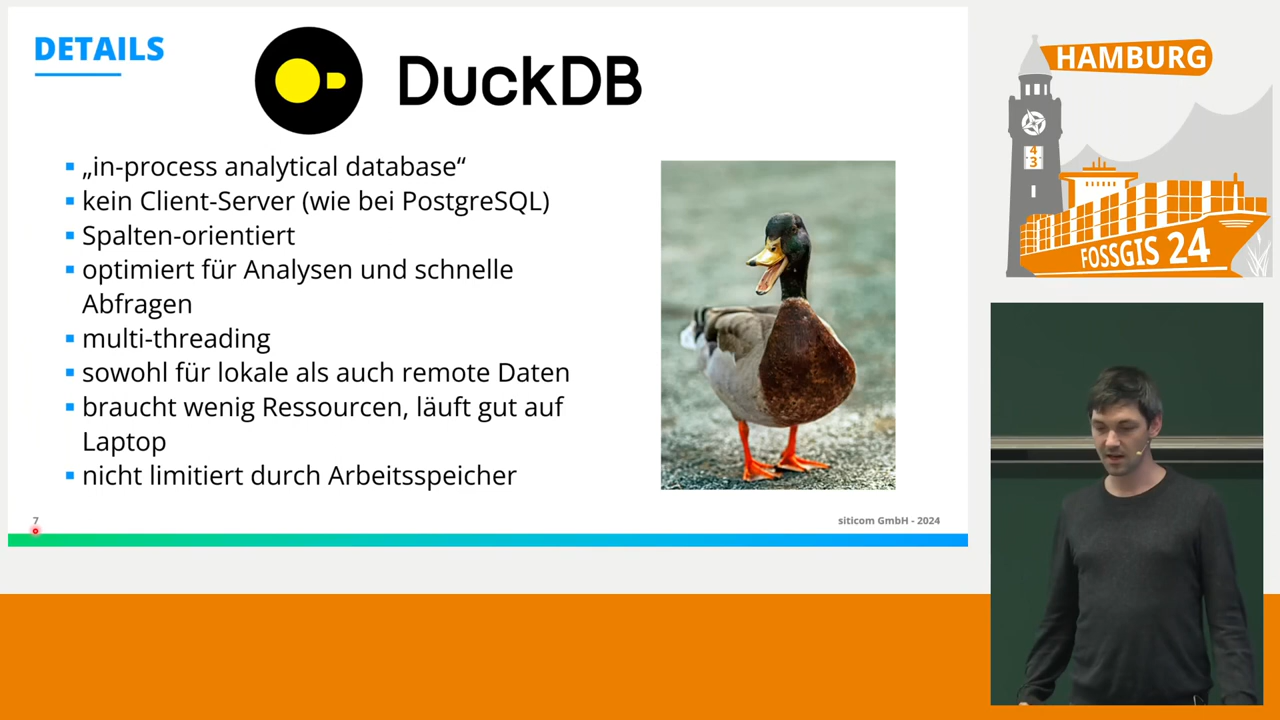 DETAILS
DuckDB
„in-process analytical database“
kein Client-Server (wie bei PostgreSQL)
Spalten-orientiert
optimiert für Analysen und schnelle
Abfragen
multi-threading
sowohl für lokale als auch remote Daten
braucht wenig Ressourcen, läuft gut auf
Laptop
nicht limitiert durch Arbeitsspeicher
7
siticom GmbH - 2024
HAMBURG
4
3
FOSSGIS 24